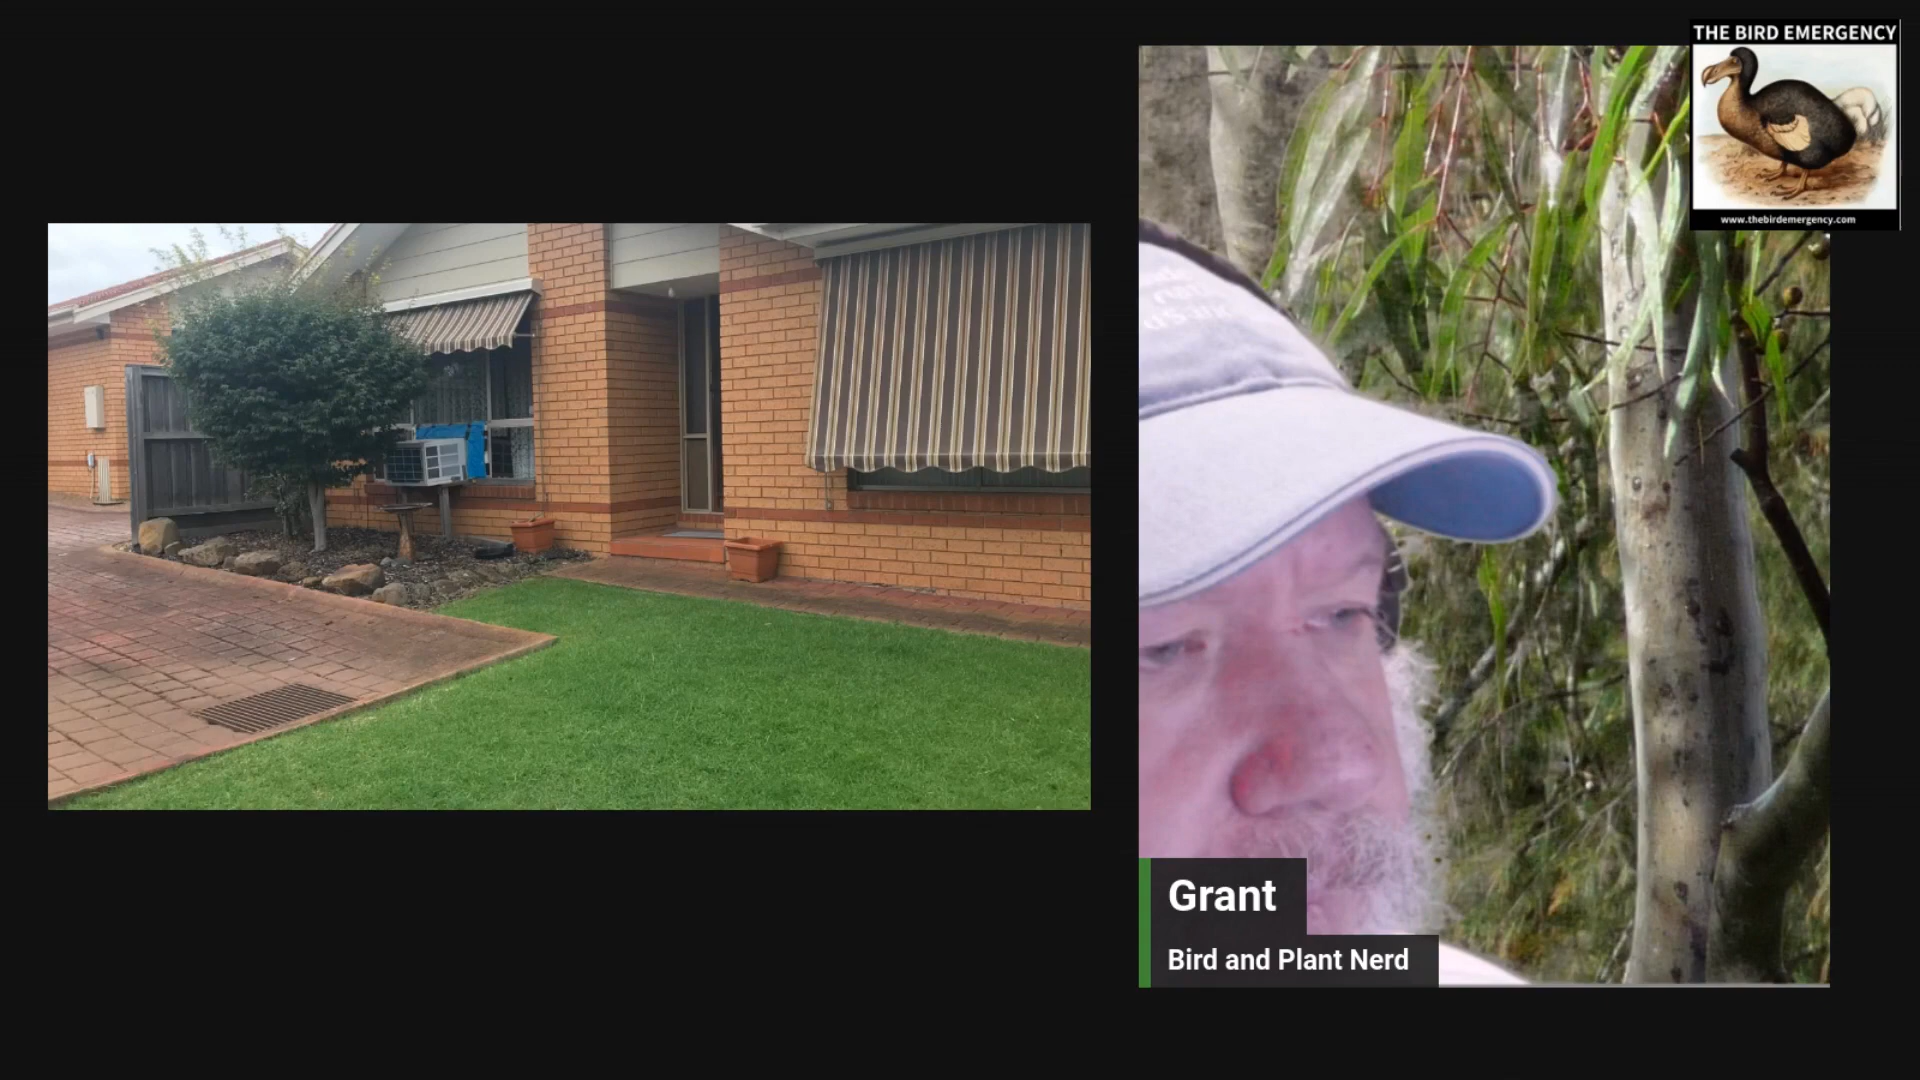 THE BIRD EMERGENCY
www.thebirdemergency.com
Grant
Bird and Plant Nerd